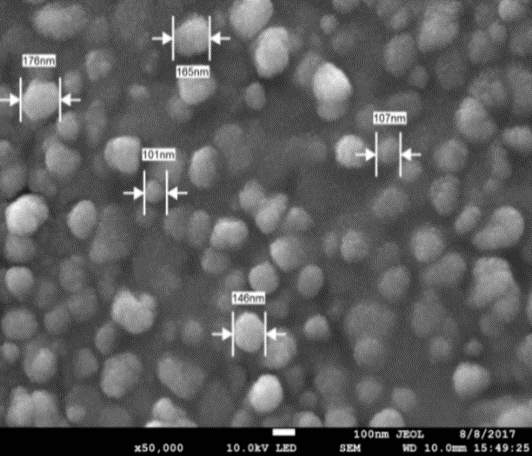 176nm
165nm
107nm
101nm
146nm
100nm JEOL 8/8/2017
x50,000 10.0kV LED SEM WD 10.0mm 15:49:25